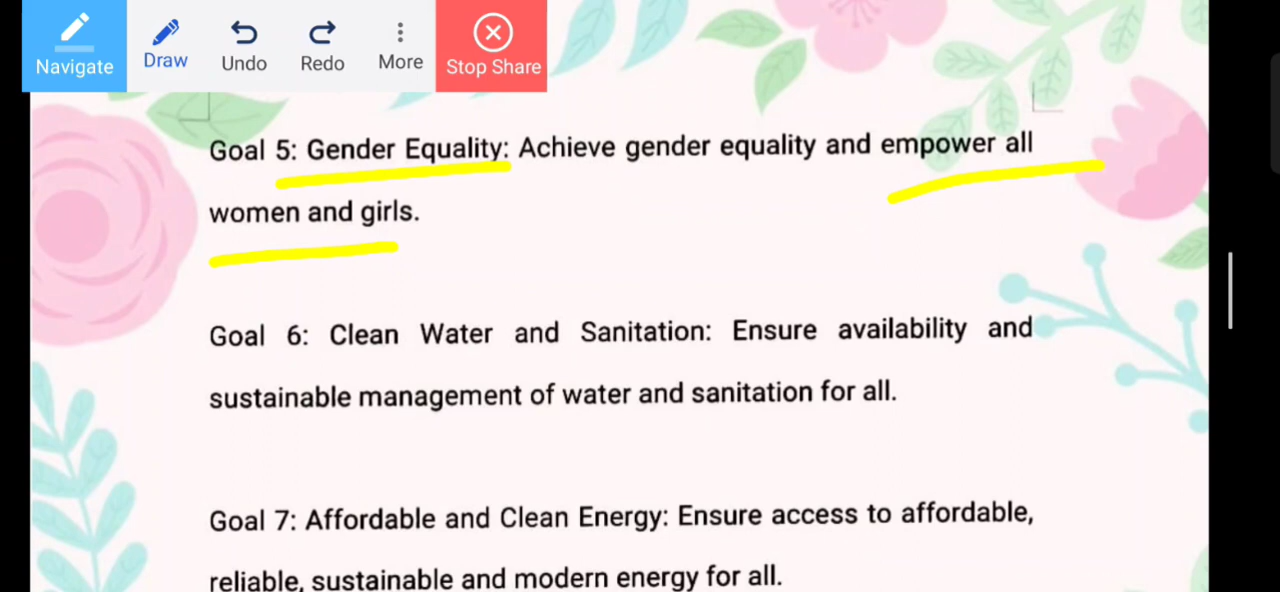 Navigate
Draw
Undo
Redo
More
Stop Share
Goal 5: Gender Equality: Achieve gender equality and empower all
women and girls.
Goal 6: Clean Water and Sanitation: Ensure availability and
sustainable management of water and sanitation for all.
Goal 7: Affordable and Clean Energy: Ensure access to affordable,
reliable, sustainable and modern energy for all.